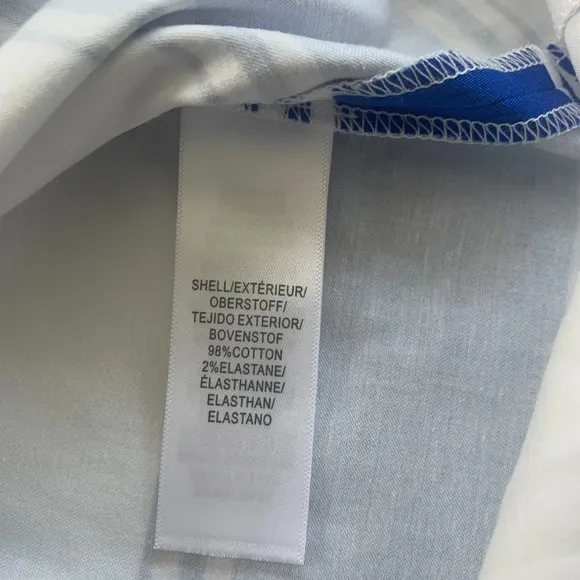 SHELL/EXTÉRIEUR/
OBERSTOFF/
TEJIDO EXTERIOR/
BOVENSTOF
98%COTTON
2%ELASTANE/
ÉLASTHANNE/
ELASTHAN/
ELASTANO